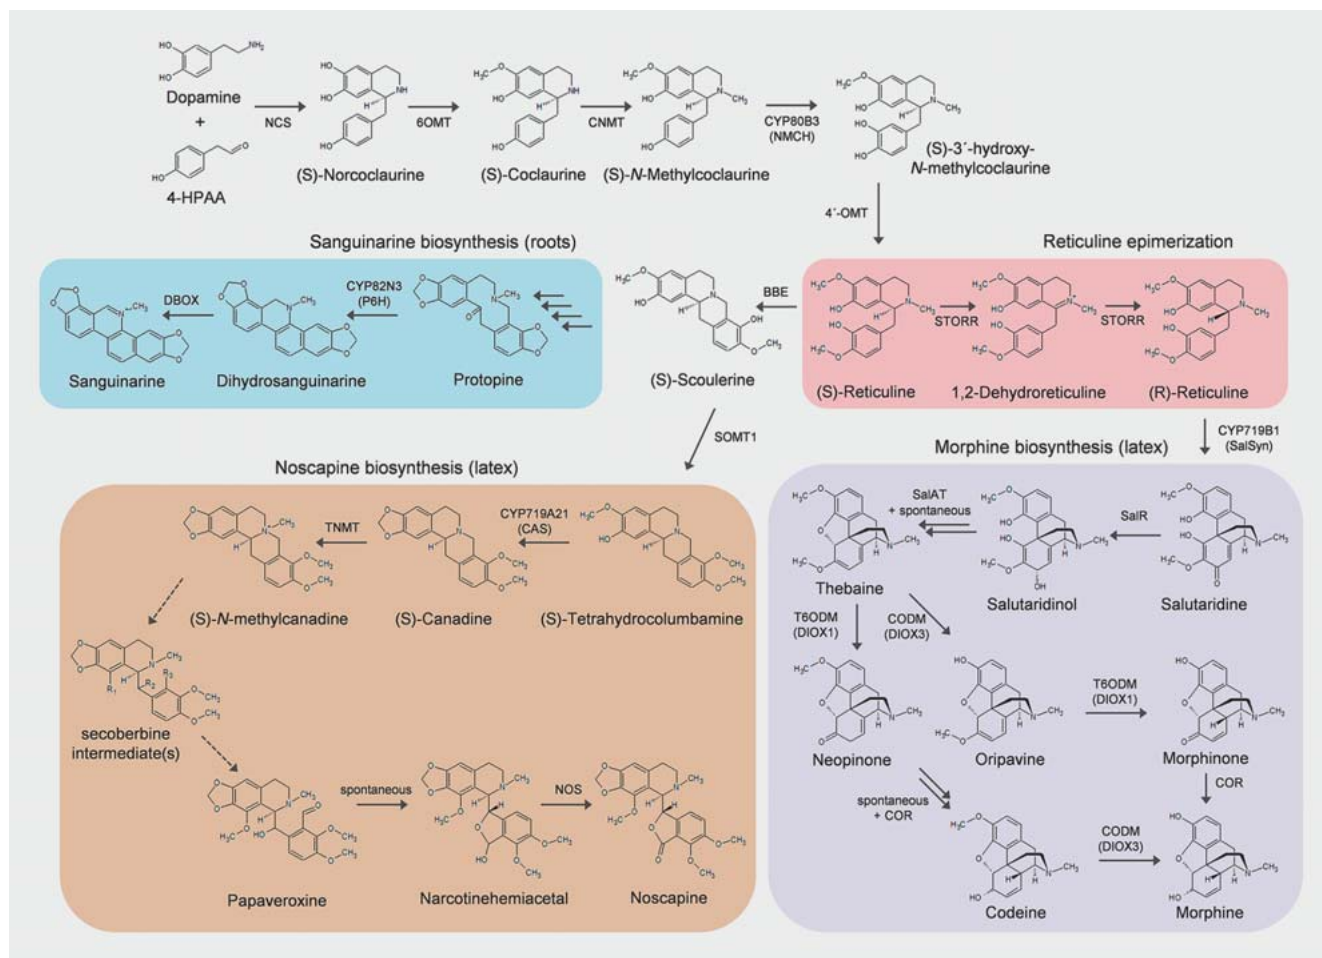 Dopamine
+
4-HPAA
NCS
(S)-Norcoclaurine
6OMT
(S)-Coclaurine
CNMT
(S)-N-Methylcoclaurine
CYP80B3
(NMCH)
(S)-3´-hydroxy-
N-methylcoclaurine
4´-OMT
Sanguinarine biosynthesis (roots)
Sanguinarine
DBOX
Dihydrosanguinarine
CYP82N3
(P6H)
Protopine
(S)-Scoulerine
BBE
Reticuline epimerization
(S)-Reticuline
STORR
1,2-Dehydroreticuline
STORR
(R)-Reticuline
SOMT1
CYP719B1
(SalSyn)
Noscapine biosynthesis (latex)
(S)-N-methylcanadine
TNMT
(S)-Canadine
CYP719A21
(CAS)
(S)-Tetrahydrocolumbamine
secoberbine
intermediate(s)
R1
R2
R3
Papaveroxine
spontaneous
Narcotinehemiacetal
NOS
Noscapine
Morphine biosynthesis (latex)
Thebaine
SalAT
+ spontaneous
Salutaridinol
SalR
Salutaridine
T6ODM
(DIOX1)
CODM
(DIOX3)
Neopinone
Oripavine
T6ODM
(DIOX1)
Morphinone
spontaneous
+ COR
COR
Codeine
CODM
(DIOX3)
Morphine